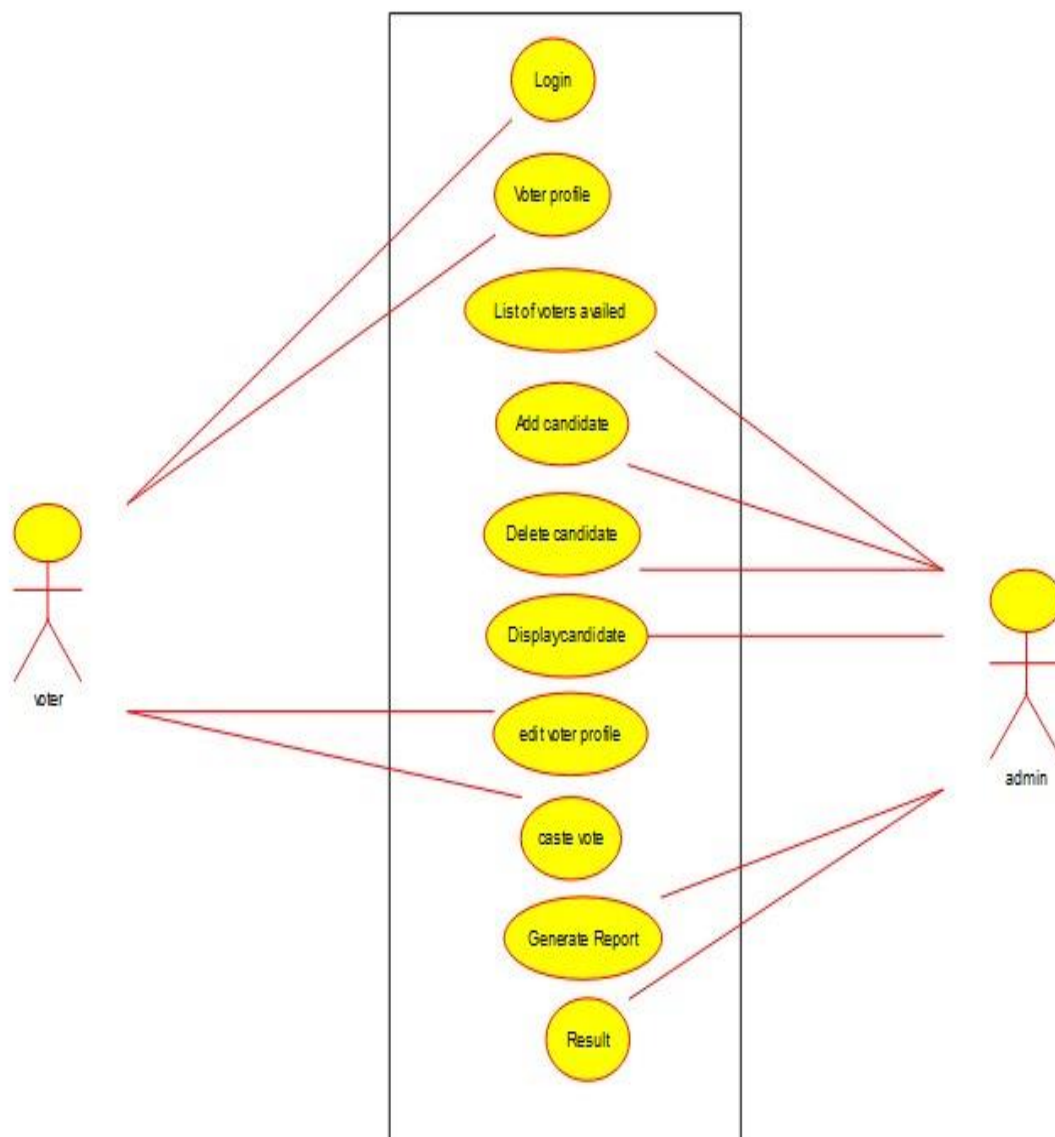 Login
Voter profile
List of voters availed
Add candidate
Delete candidate
Displaycandidate
voter
edit voter profile
admin
caste vote
Generate Report
Result